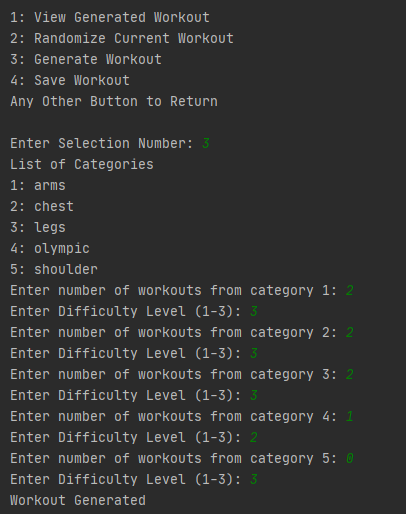 1: View Generated Workout
2: Randomize Current Workout
3: Generate Workout
4: Save Workout
Any Other Button to Return
Enter Selection Number: 3
List of Categories
1: arms
2: chest
3: legs
4: olympic
5: shoulder
Enter number of workouts from category 1: 2
Enter Difficulty Level (1-3): 3
Enter number of workouts from category 2: 2
Enter Difficulty Level (1-3): 3
Enter number of workouts from category 3: 2
Enter Difficulty Level (1-3): 3
Enter number of workouts from category 4: 1
Enter Difficulty Level (1-3): 2
Enter number of workouts from category 5: 0
Enter Difficulty Level (1-3): 3
Workout Generated